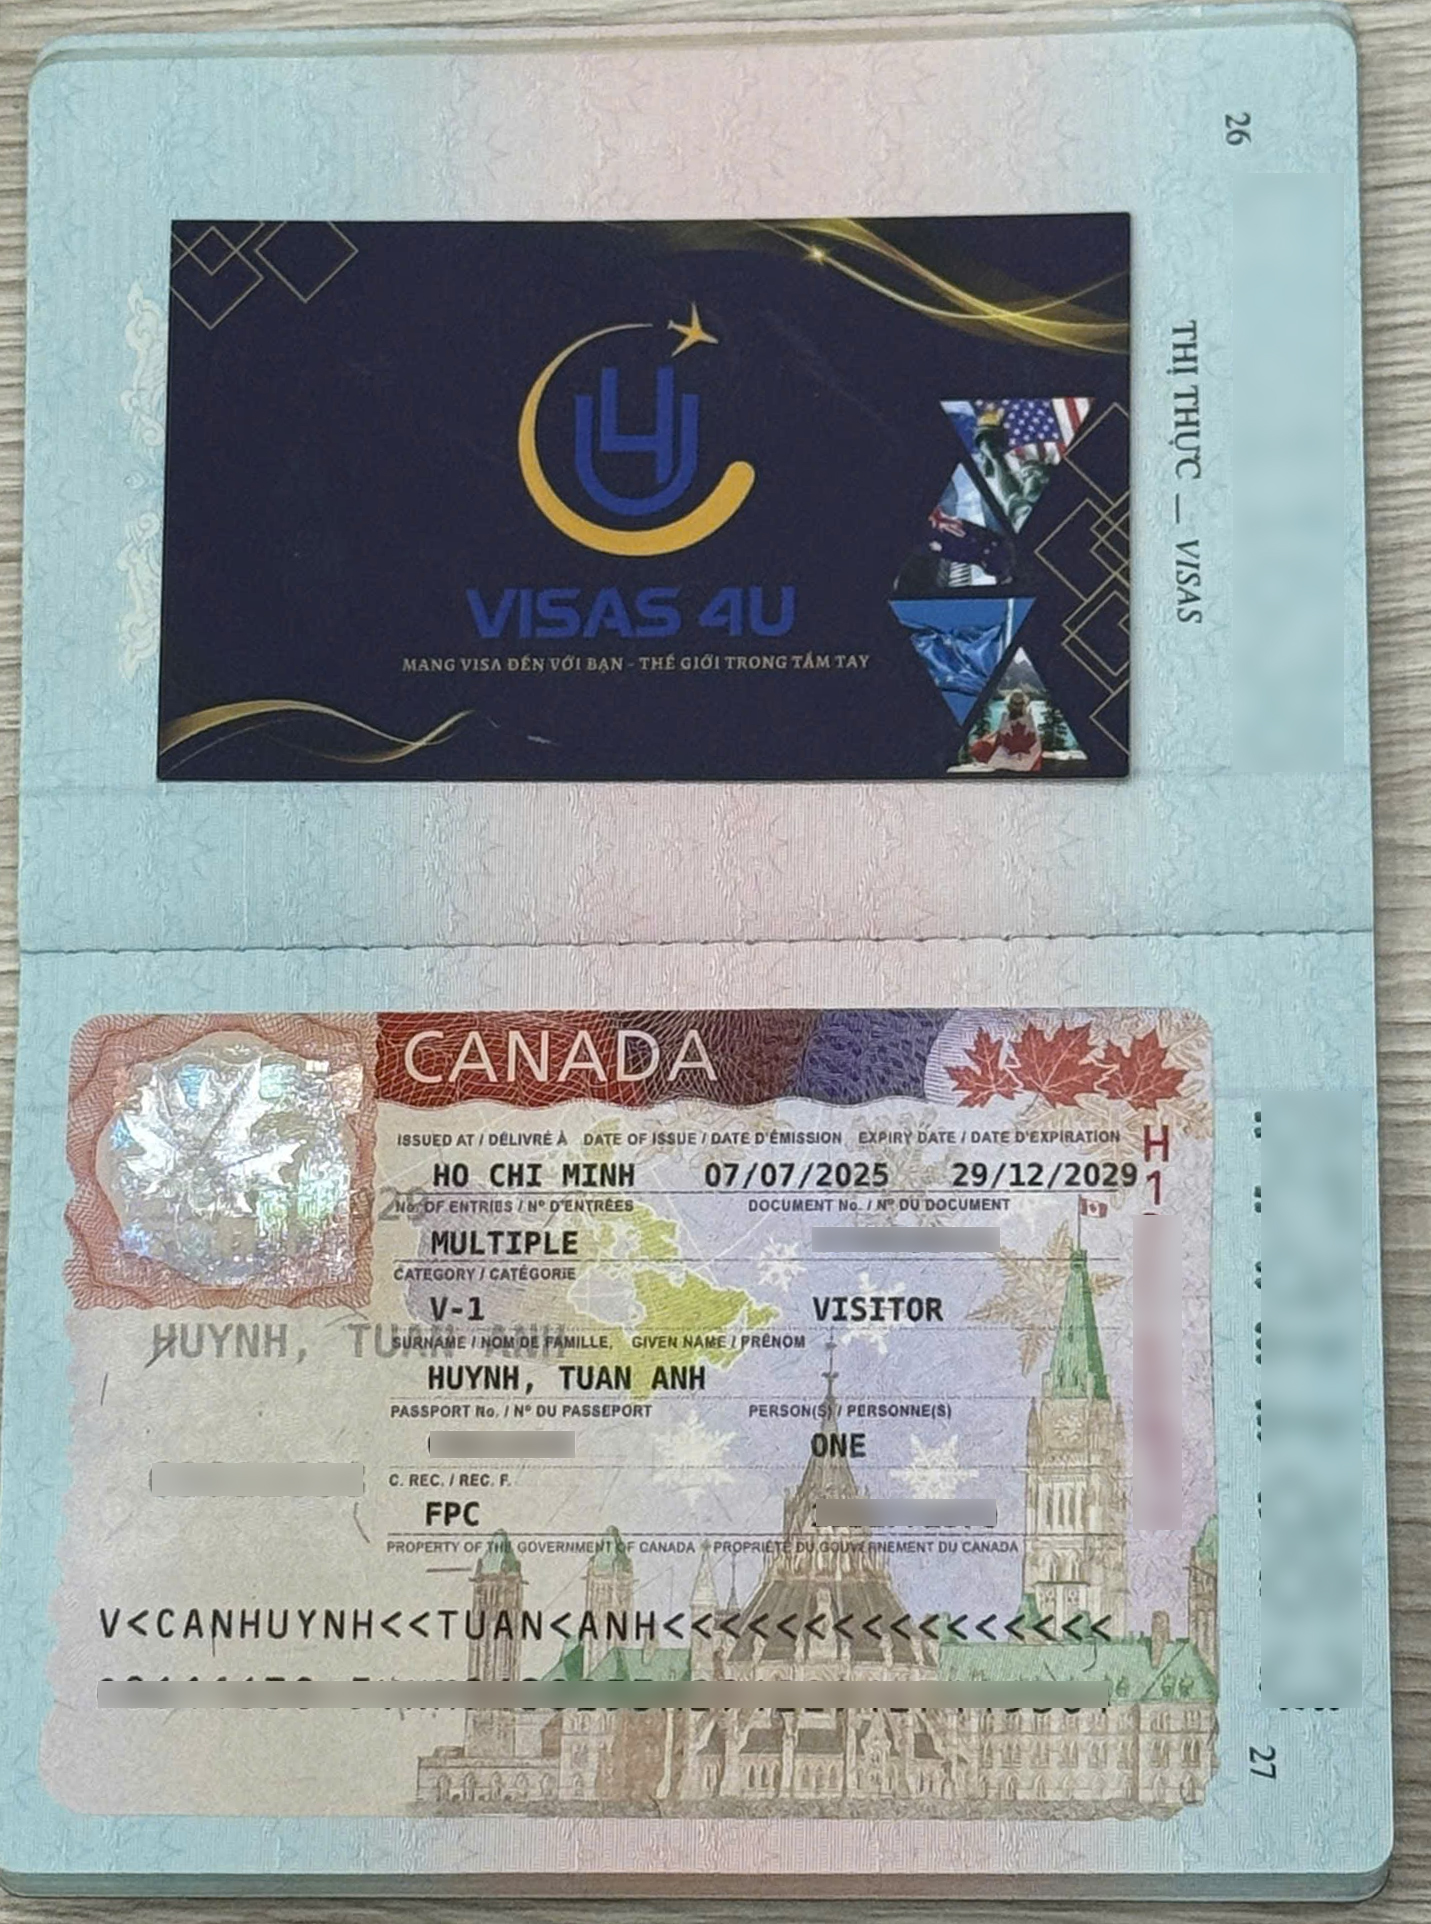 26
THỊ THỰC — VISAS
4U
VISAS 4U
MANG VISA ĐẾN VỚI BẠN - THẾ GIỚI TRONG TẦM TAY
CANADA
ISSUED AT / DÉLIVRÉ À DATE OF ISSUE / DATE D'ÉMISSION EXPIRY DATE / DATE D'EXPIRATION
HO CHI MINH 07/07/2025 29/12/2029
H1
No. OF ENTRIES / Nº D'ENTRÉES DOCUMENT No. / Nº DU DOCUMENT
MULTIPLE
CATEGORY / CATÉGORIE
V-1 VISITOR
SURNAME / NOM DE FAMILLE, GIVEN NAME / PRÉNOM
HUYNH, TUAN ANH
HUYNH, TUAN ANH
PASSPORT No. / Nº DU PASSEPORT PERSON(S) / PERSONNE(S)
ONE
C. REC. / REC. F.
FPC
PROPERTY OF THE GOVERNMENT OF CANADA • PROPRIÉTÉ DU GOUVERNEMENT DU CANADA
V<CANHUYNH<<TUAN<ANH<<<<<<<<<<<<<<<<
27